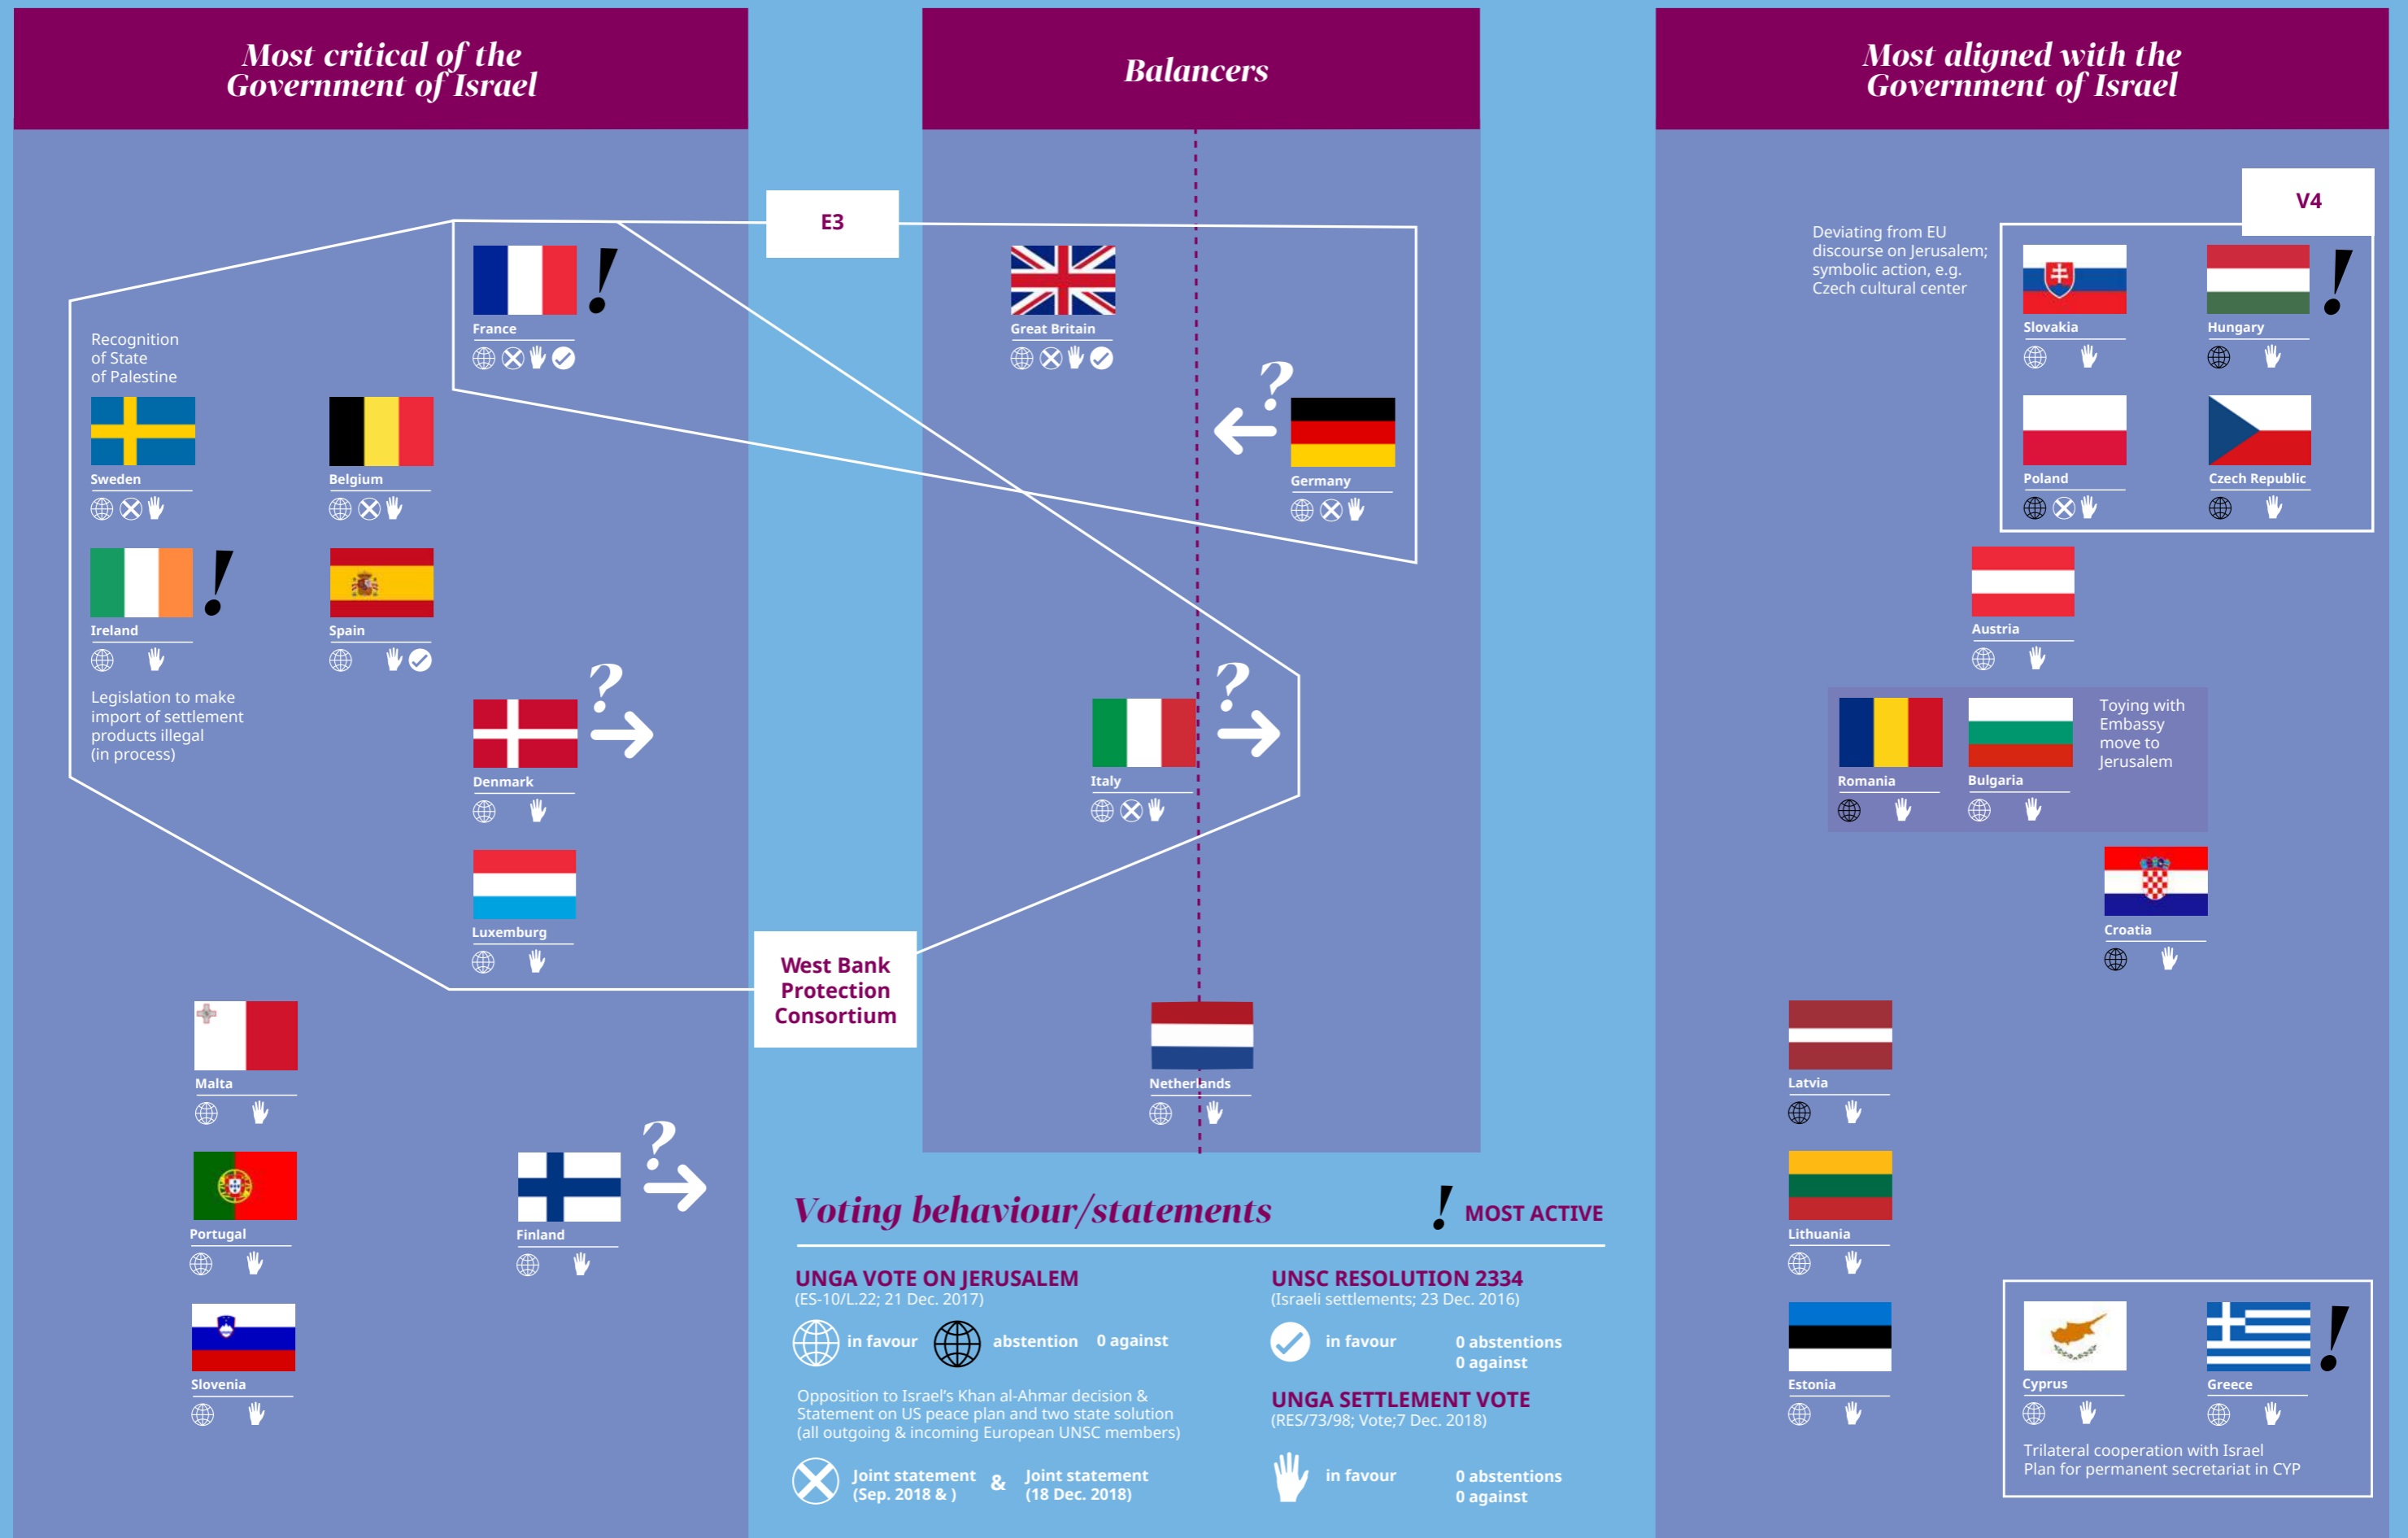 Most critical of the
Government of Israel
Balancers
Most aligned with the
Government of Israel
E3
V4
France
!
Great Britain
Deviating from EU
discourse on Jerusalem;
symbolic action, e.g.
Czech cultural center
Slovakia
Hungary
!
Recognition
of State
of Palestine
Sweden
Belgium
?
Germany
Poland
Czech Republic
Ireland
!
Spain
Austria
Legislation to make
import of settlement
products illegal
(in process)
?
Denmark
?
Italy
Romania
Bulgaria
Toying with
Embassy
move to
Jerusalem
Luxemburg
Croatia
West Bank
Protection
Consortium
Malta
Netherlands
Latvia
Portugal
?
Finland
Lithuania
Slovenia
Estonia
Cyprus
Greece
!
Trilateral cooperation with Israel
Plan for permanent secretariat in CYP
Voting behaviour/statements
! MOST ACTIVE
UNGA VOTE ON JERUSALEM
(ES-10/L.22; 21 Dec. 2017)
in favour abstention 0 against
Opposition to Israel’s Khan al-Ahmar decision &
Statement on US peace plan and two state solution
(all outgoing & incoming European UNSC members)
Joint statement & Joint statement
(Sep. 2018 & ) (18 Dec. 2018)
UNSC RESOLUTION 2334
(Israeli settlements; 23 Dec. 2016)
in favour 0 abstentions
0 against
UNGA SETTLEMENT VOTE
(RES/73/98; Vote;7 Dec. 2018)
in favour 0 abstentions
0 against